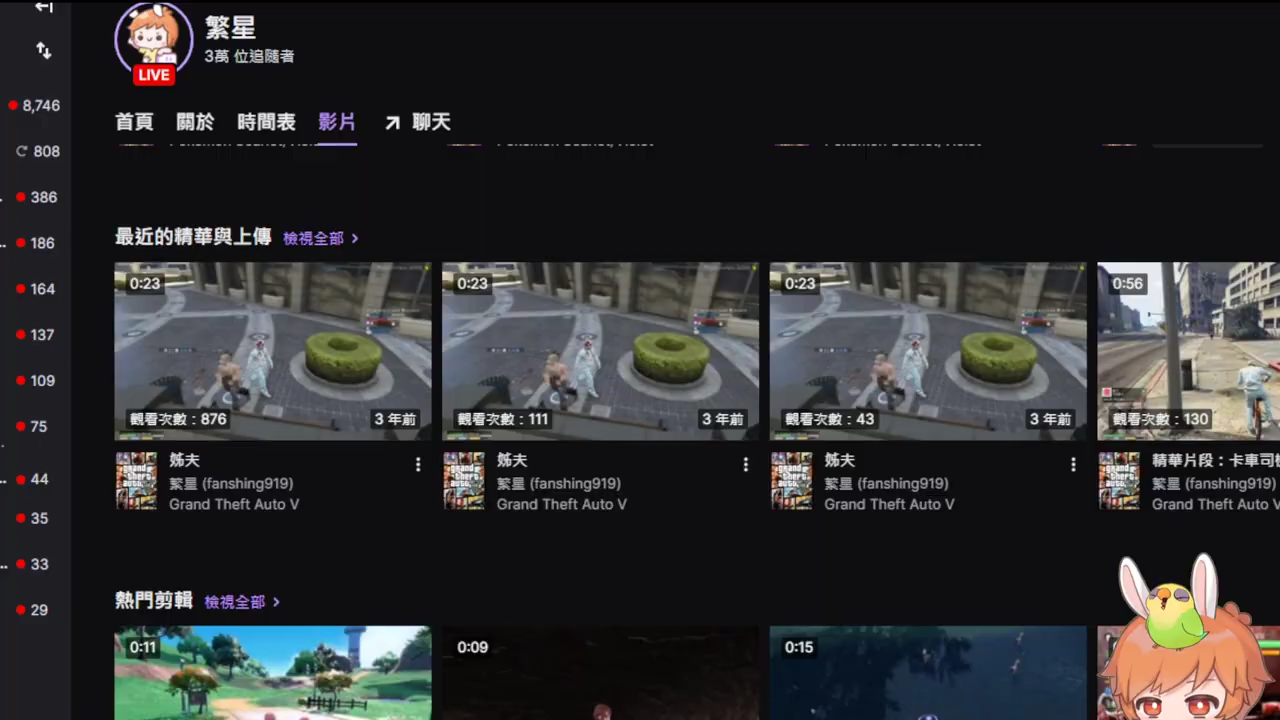 繁星
3萬 位追隨者
LIVE
8,746
808
386
186
164
137
109
75
44
35
33
29
首頁 關於 時間表 影片 聊天
最近的精華與上傳 檢視全部
0:23
觀看次數：876
3 年前
姊夫
繁星 (fanshing919)
Grand Theft Auto V
0:23
觀看次數：111
3 年前
姊夫
繁星 (fanshing919)
Grand Theft Auto V
0:23
觀看次數：43
3 年前
姊夫
繁星 (fanshing919)
Grand Theft Auto V
0:56
觀看次數：130
精華片段：卡車司機
繁星 (fanshing919)
Grand Theft Auto V
熱門剪輯 檢視全部
0:11
0:09
0:15